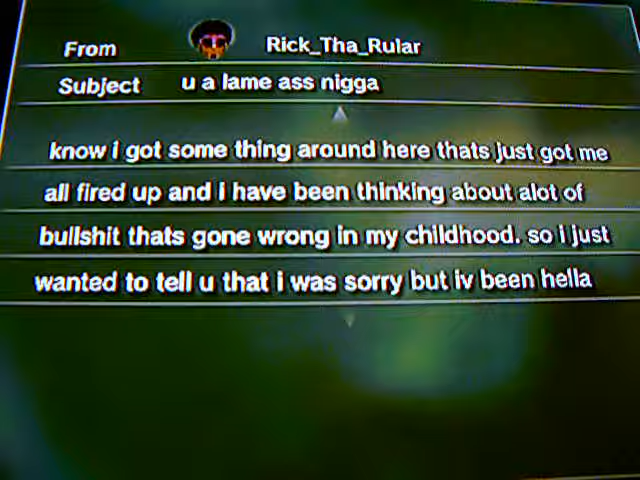 From Rick_Tha_Rular
Subject u a lame ass nigga
know i got some thing around here thats just got me
all fired up and i have been thinking about alot of
bullshit thats gone wrong in my childhood. so i just
wanted to tell u that i was sorry but iv been hella